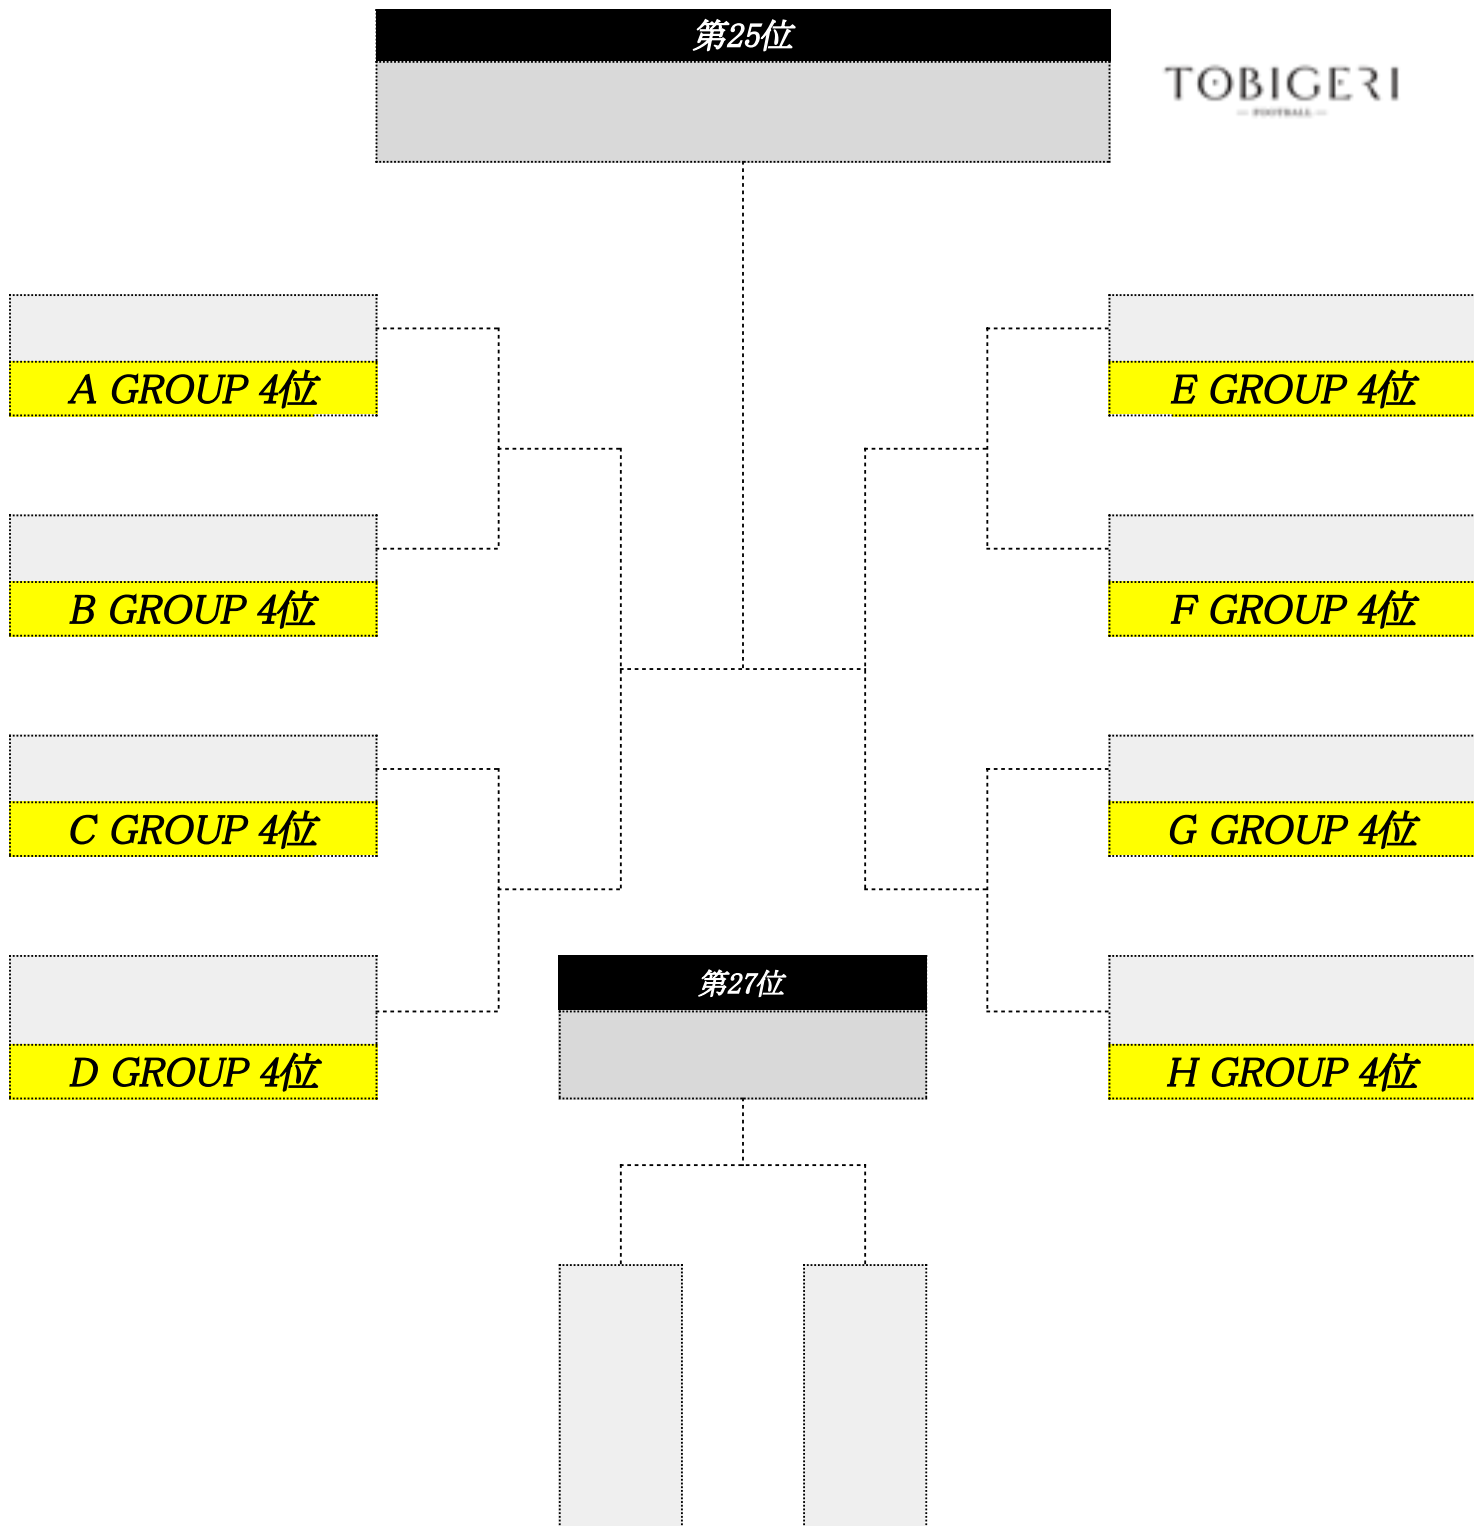 第25位
TOBIGERI
— FOOTBALL —
A GROUP 4位
E GROUP 4位
B GROUP 4位
F GROUP 4位
C GROUP 4位
G GROUP 4位
第27位
D GROUP 4位
H GROUP 4位